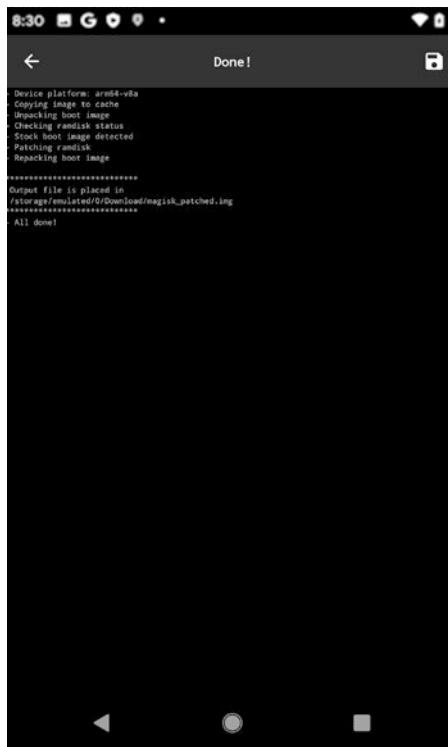 8:30
Done!
- Device platform: arm64-v8a
- Copying image to cache
- Unpacking boot image
- Checking ramdisk status
- Stock boot image detected
- Patching ramdisk
- Repacking boot image
****************************
Output file is placed in
/storage/emulated/0/Download/magisk_patched.img
****************************
- All done!